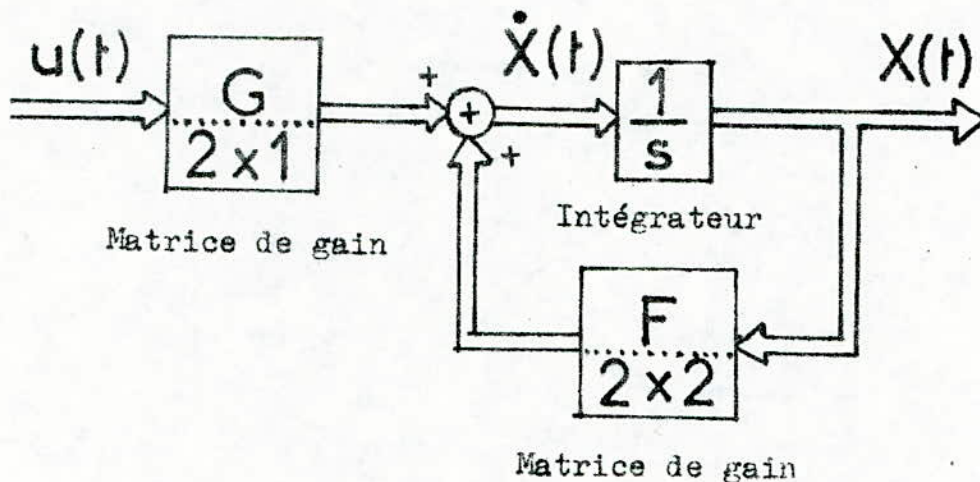 u(t)
G
2 x 1
Matrice de gain
+
+
+
Ẋ(t)
1
s
Intégrateur
X(t)
F
2 x 2
Matrice de gain